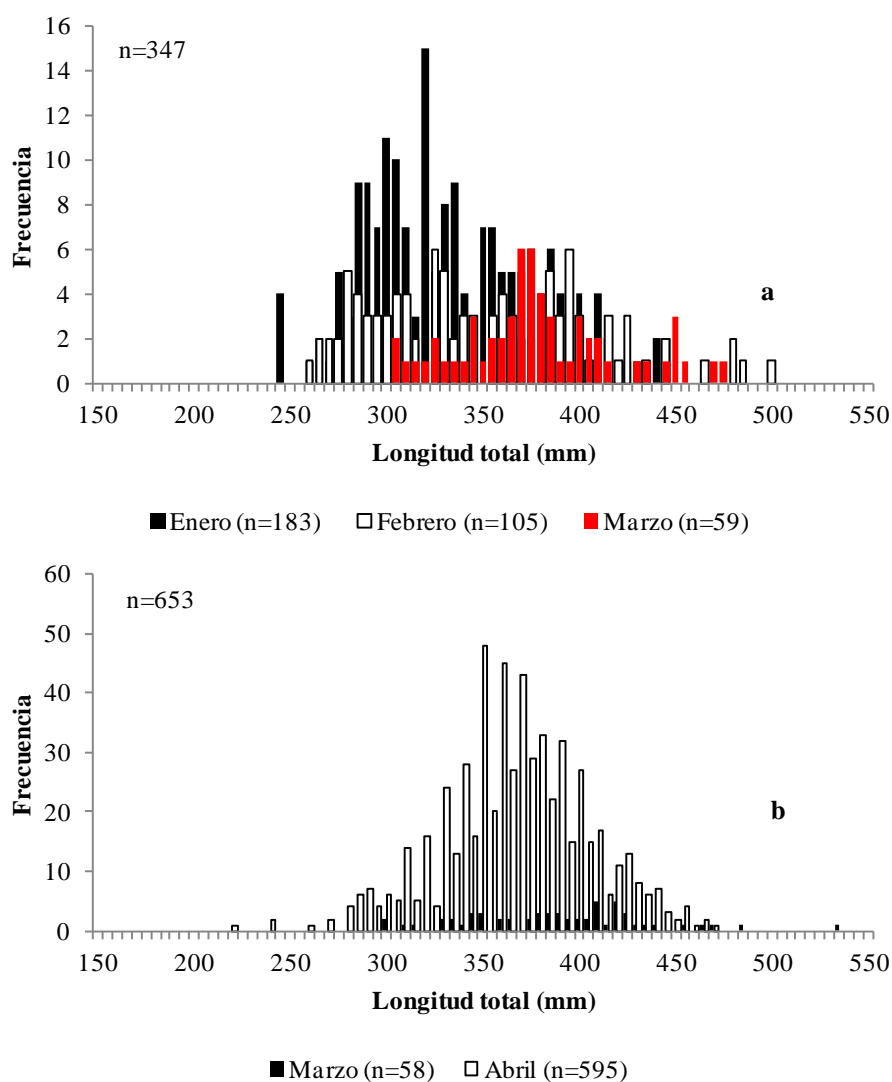 16
n=347
14
12
10
8
6
4
2
0
Frecuencia
a
150 200 250 300 350 400 450 500 550
Longitud total (mm)
Enero (n=183) Febrero (n=105) Marzo (n=59)
60
n=653
50
40
30
20
10
0
Frecuencia
b
150 200 250 300 350 400 450 500 550
Longitud total (mm)
Marzo (n=58) Abril (n=595)